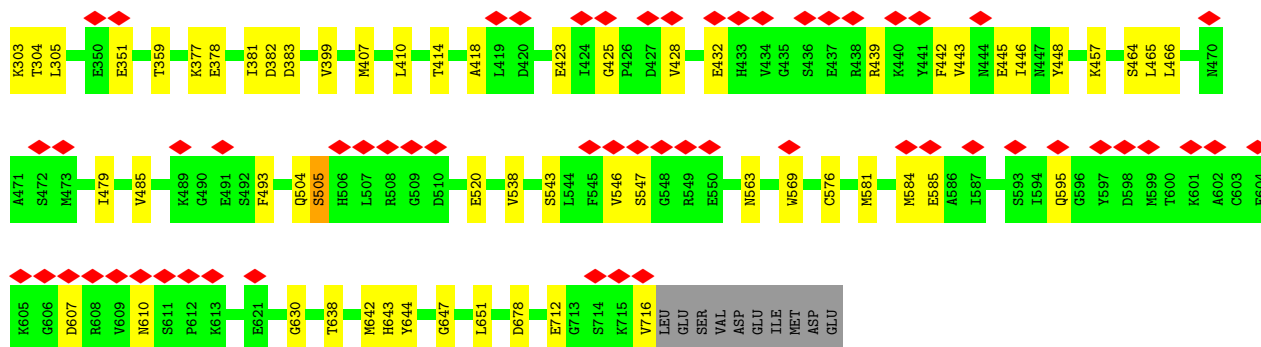 K303 T304 L305 E350 E351 T359 K377 E378 I381 D382 D383 V399 M407 L410 T414 A418 L419 D420 E423 I424 G425 P426 D427 V428 E432 H433 V434 G435 S436 E437 R438 R439 K440 Y441 F442 V443 N444 E445 I446 N447 Y448 K457 S464 L465 L466 N470
A471 S472 M473 I479 V485 K489 G490 E491 S492 F493 Q504 S505 H506 L507 R508 G509 D510 E520 V538 S543 L544 F545 V546 S547 G548 R549 E550 N563 W569 C576 M581 M584 E585 A586 I587 S593 I594 Q595 G596 Y597 D598 M599 T600 K601 A602 C603
K605 G606 D607 R608 V609 N610 S611 P612 K613 E621 G630 T638 M642 H643 Y644 G647 L651 D678 E712 G713 S714 K715 V716 LEU GLU SER VAL ASP GLU ILE MET ASP GLU